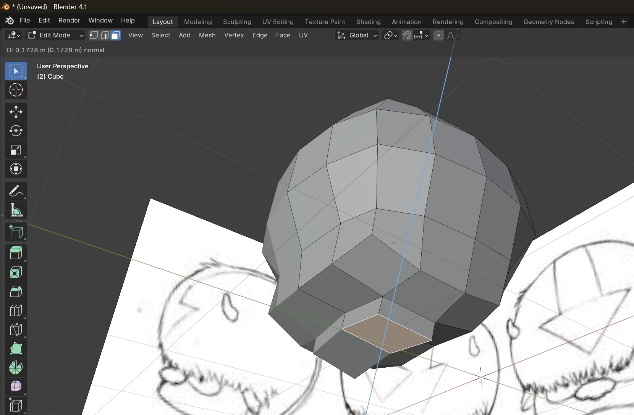 * (Unsaved) - Blender 4.1
File Edit Render Window Help Layout Modeling Sculpting UV Editing Texture Paint Shading Animation Rendering Compositing Geometry Nodes Scripting +
Edit Mode View Select Add Mesh Vertex Edge Face UV Global
D: 0.1728 m (0.1728 m) normal
User Perspective
(2) Cube